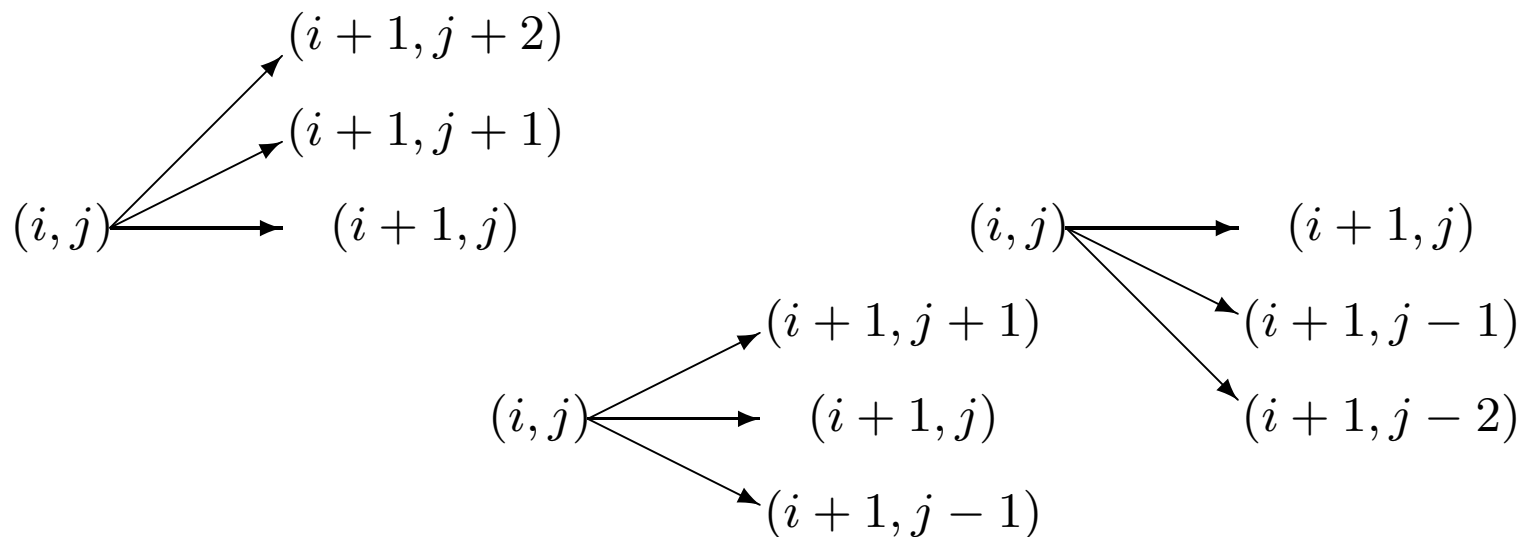 (i + 1, j + 2)
(i + 1, j + 1)
(i, j)
(i + 1, j)
(i + 1, j + 1)
(i, j)
(i + 1, j)
(i + 1, j − 1)
(i, j)
(i + 1, j)
(i + 1, j − 1)
(i + 1, j − 2)